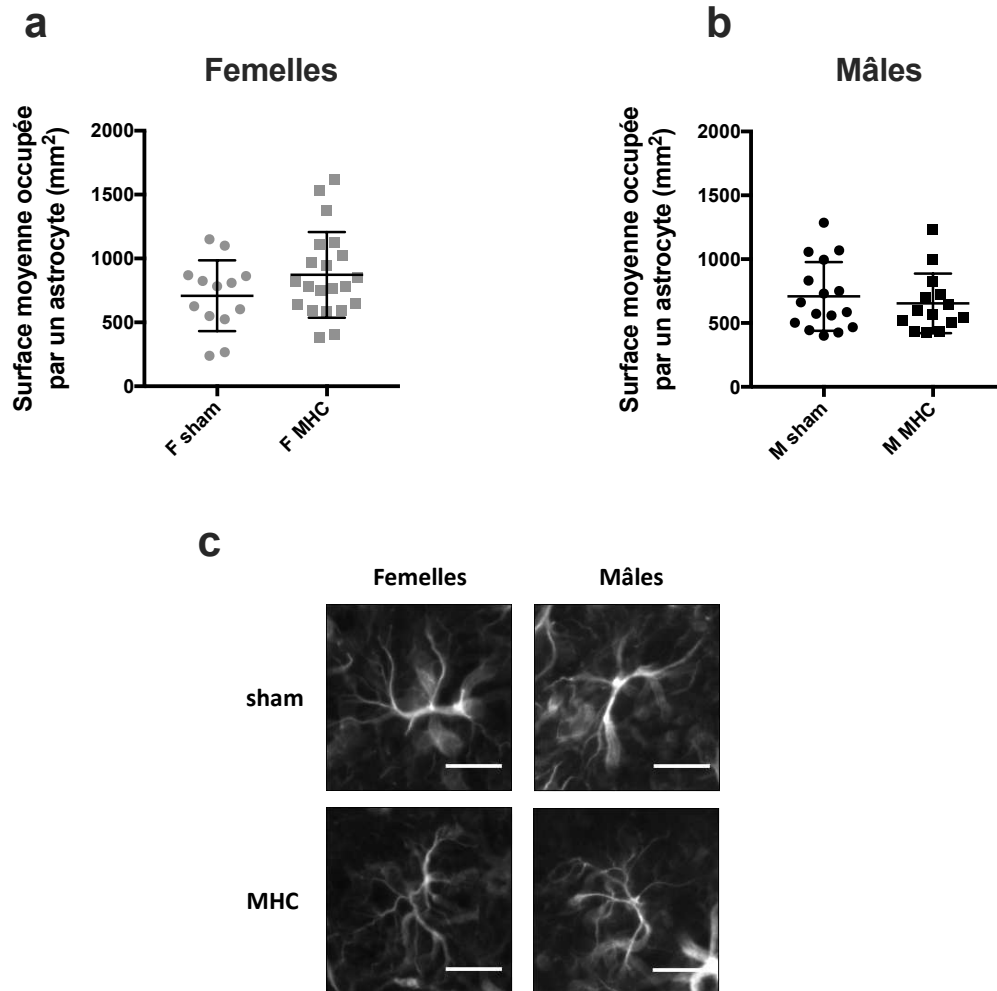 a
Femelles
Surface moyenne occupée
par un astrocyte (mm²)
2000
1500
1000
500
0
F sham
F MHC
b
Mâles
Surface moyenne occupée
par un astrocyte (mm²)
2000
1500
1000
500
0
M sham
M MHC
c
Femelles
Mâles
sham
MHC